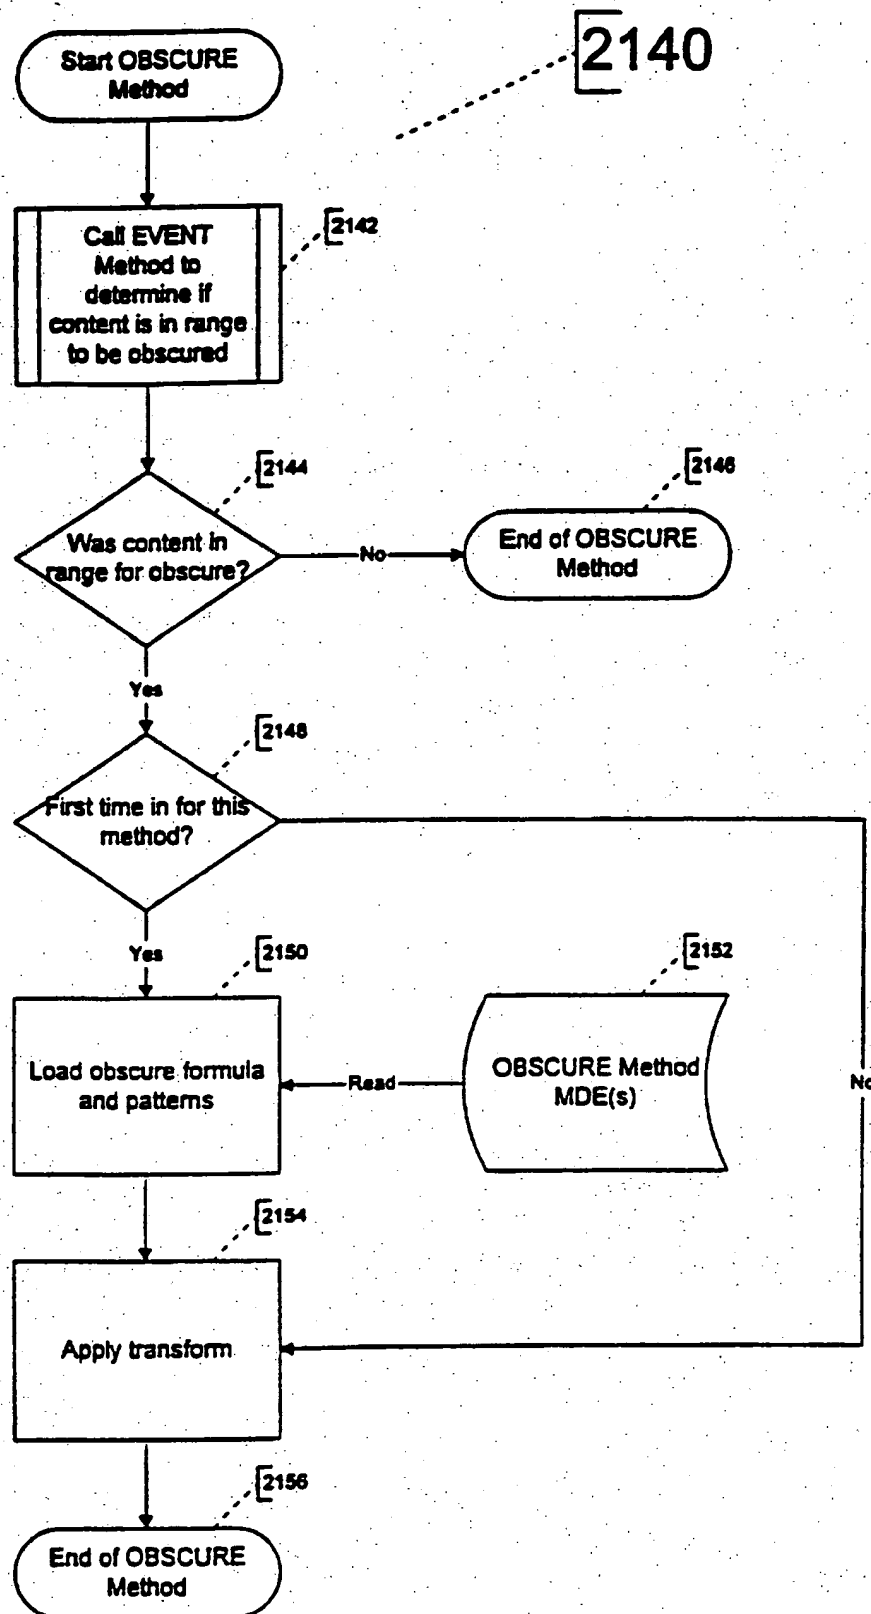 Start OBSCURE
Method
2140
Call EVENT
Method to
determine if
content is in range
to be obscured
2142
2144
2146
Was content in
range for obscure?
No
End of OBSCURE
Method
Yes
2148
First time in for this
method?
Yes
2150
2152
Load obscure formula
and patterns
Read
OBSCURE Method
MDE(s)
No
2154
Apply transform
2156
End of OBSCURE
Method